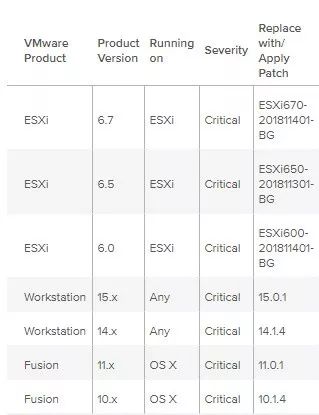 VMware Product Product Version Running on Severity Replace with/ Apply Patch
ESXi 6.7 ESXi Critical ESXi670-201811401-BG
ESXi 6.5 ESXi Critical ESXi650-201811301-BG
ESXi 6.0 ESXi Critical ESXi600-201811401-BG
Workstation 15.x Any Critical 15.0.1
Workstation 14.x Any Critical 14.1.4
Fusion 11.x OS X Critical 11.0.1
Fusion 10.x OS X Critical 10.1.4